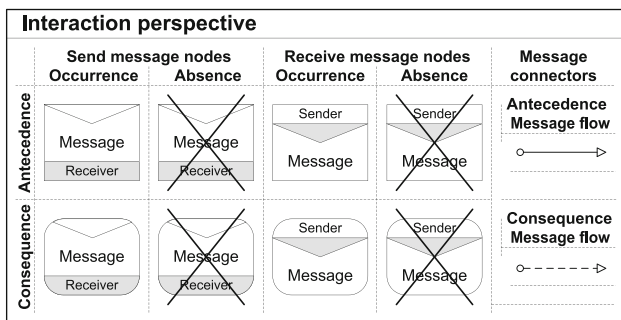 Interaction perspective
Send message nodes Receive message nodes Message
Occurrence Absence Occurrence Absence connectors
Antecedence
Message Receiver
Message Receiver
Sender Message
Sender Message
Antecedence
Message flow
Consequence
Message Receiver
Message Receiver
Sender Message
Sender Message
Consequence
Message flow